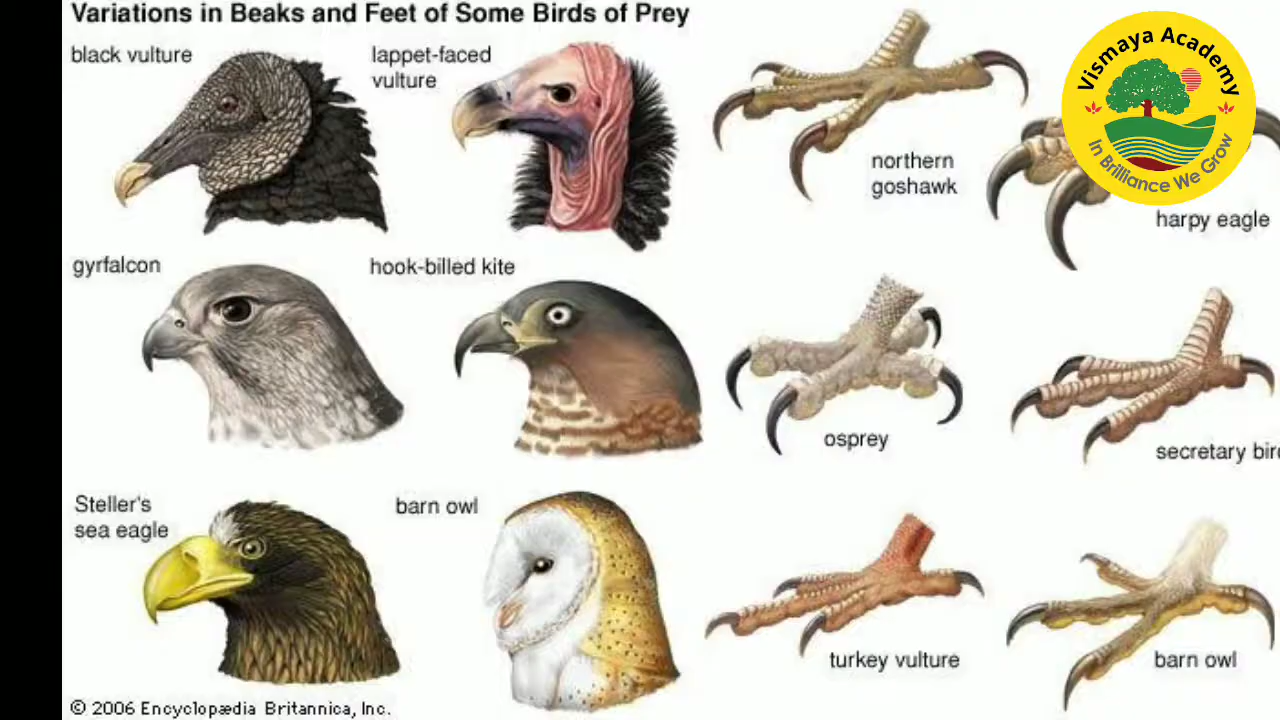 Variations in Beaks and Feet of Some Birds of Prey
black vulture
lappet-faced
vulture
northern
goshawk
harpy eagle
gyrfalcon
hook-billed kite
osprey
secretary bir
Steller's
sea eagle
barn owl
turkey vulture
barn owl
© 2006 Encyclopædia Britannica, Inc.
Vismaya Academy
In Brilliance We Grow